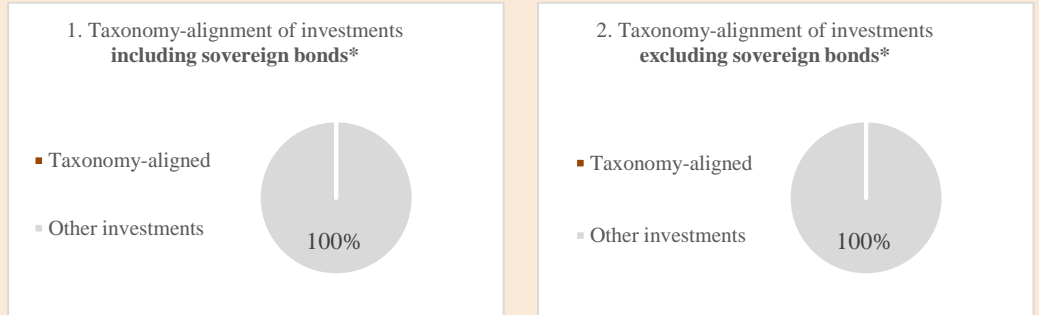 1. Taxonomy-alignment of investments
including sovereign bonds*
Taxonomy-aligned
Other investments
100%
2. Taxonomy-alignment of investments
excluding sovereign bonds*
Taxonomy-aligned
Other investments
100%